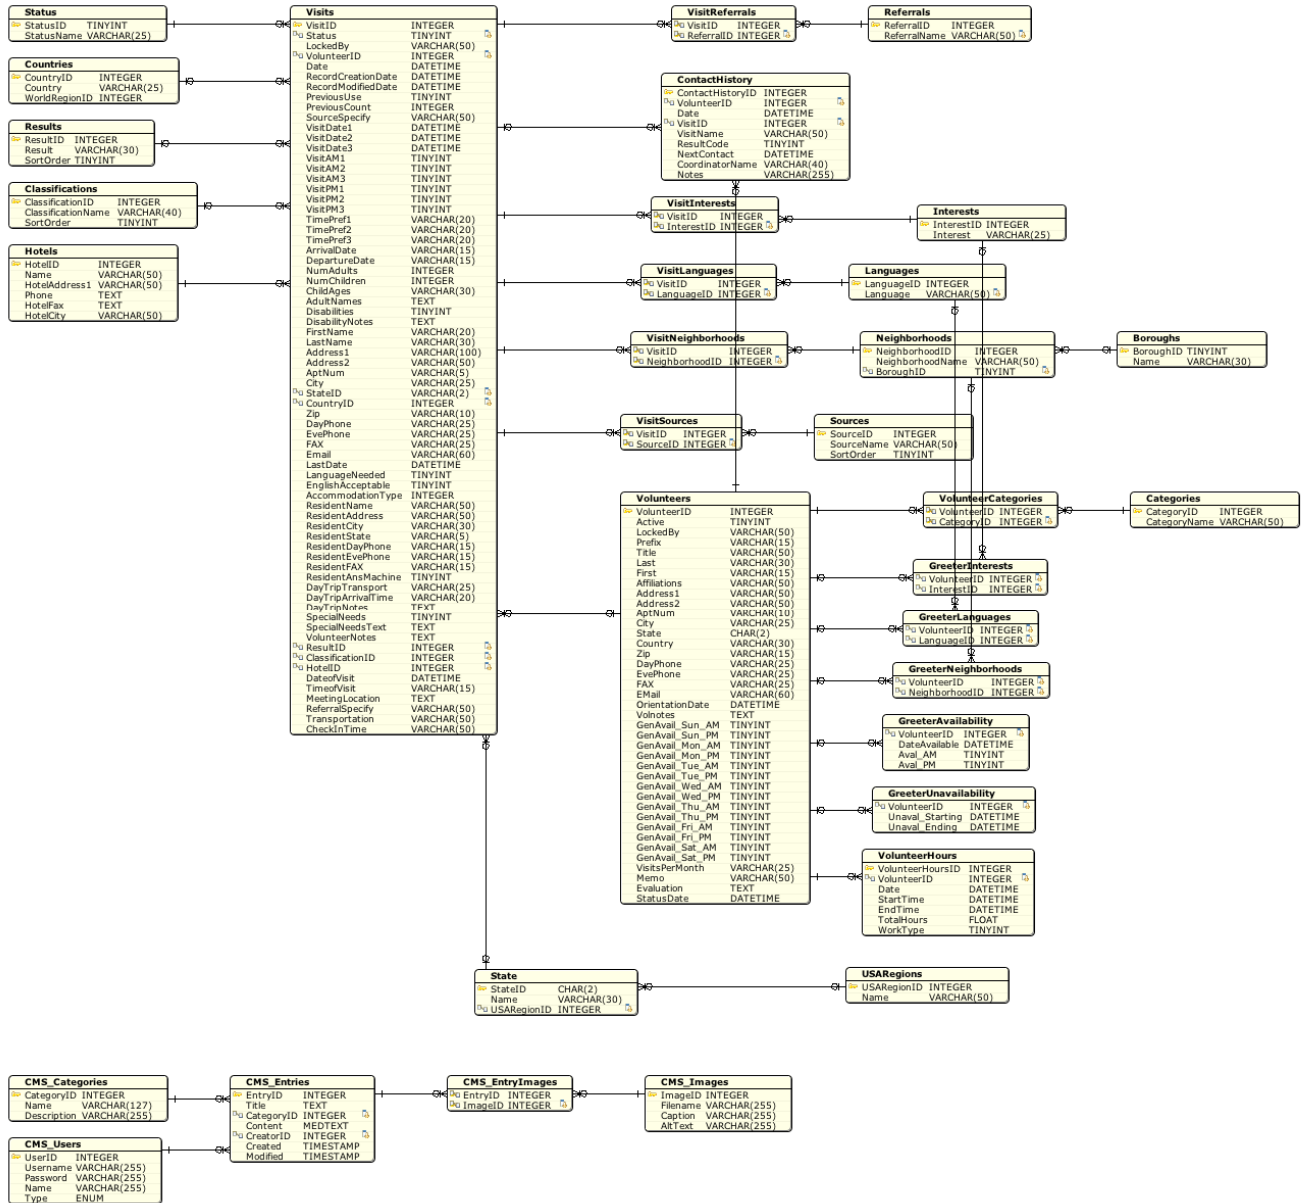 Status
StatusID TINYINT
StatusName VARCHAR(25)
Countries
CountryID INTEGER
Country VARCHAR(25)
WorldRegionID INTEGER
Results
ResultID INTEGER
Result VARCHAR(30)
SortOrder TINYINT
Classifications
ClassificationID INTEGER
ClassificationName VARCHAR(40)
SortOrder TINYINT
Hotels
HotelID INTEGER
Name VARCHAR(50)
HotelAddress1 VARCHAR(50)
Phone TEXT
HotelFax TEXT
HotelCity VARCHAR(50)
Visits
VisitID INTEGER
Status TINYINT
LockedBy VARCHAR(50)
VolunteerID INTEGER
Date DATETIME
RecordCreationDate DATETIME
RecordModifiedDate DATETIME
PreviousUse TINYINT
PreviousCount INTEGER
SourceSpecify VARCHAR(50)
VisitDate1 DATETIME
VisitDate2 DATETIME
VisitDate3 DATETIME
VisitAM1 TINYINT
VisitAM2 TINYINT
VisitAM3 TINYINT
VisitPM1 TINYINT
VisitPM2 TINYINT
VisitPM3 TINYINT
TimePref1 VARCHAR(20)
TimePref2 VARCHAR(20)
TimePref3 VARCHAR(20)
ArrivalDate VARCHAR(15)
DepartureDate VARCHAR(15)
NumAdults INTEGER
NumChildren INTEGER
ChildAges VARCHAR(30)
AdultNames TEXT
Disabilities TINYINT
DisabilityNotes TEXT
FirstName VARCHAR(20)
LastName VARCHAR(30)
Address1 VARCHAR(100)
Address2 VARCHAR(50)
AptNum VARCHAR(5)
City VARCHAR(25)
StateID VARCHAR(2)
CountryID INTEGER
Zip VARCHAR(10)
DayPhone VARCHAR(25)
EvePhone VARCHAR(25)
FAX VARCHAR(25)
Email VARCHAR(60)
LastDate DATETIME
LanguageNeeded TINYINT
EnglishAcceptable TINYINT
AccommodationType INTEGER
ResidentName VARCHAR(50)
ResidentAddress VARCHAR(50)
ResidentCity VARCHAR(30)
ResidentState VARCHAR(5)
ResidentDayPhone VARCHAR(15)
ResidentEvePhone VARCHAR(15)
ResidentFAX VARCHAR(15)
ResidentAnsMachine TINYINT
DayTripTransport VARCHAR(25)
DayTripArrivalTime VARCHAR(20)
DayTripNotes TEXT
SpecialNeeds TINYINT
SpecialNeedsText TEXT
VolunteerNotes TEXT
ResultID INTEGER
ClassificationID INTEGER
HotelID INTEGER
DateofVisit DATETIME
TimeofVisit VARCHAR(15)
MeetingLocation TEXT
ReferralSpecify VARCHAR(50)
Transportation VARCHAR(50)
CheckInTime VARCHAR(50)
VisitReferrals
VisitID INTEGER
ReferralID INTEGER
Referrals
ReferralID INTEGER
ReferralName VARCHAR(50)
ContactHistory
ContactHistoryID INTEGER
VolunteerID INTEGER
Date DATETIME
VisitID INTEGER
VisitName VARCHAR(50)
ResultCode TINYINT
NextContact DATETIME
CoordinatorName VARCHAR(40)
Notes VARCHAR(255)
VisitInterests
VisitID INTEGER
InterestID INTEGER
Interests
InterestID INTEGER
Interest VARCHAR(25)
VisitLanguages
VisitID INTEGER
LanguageID INTEGER
Languages
LanguageID INTEGER
Language VARCHAR(50)
VisitNeighborhoods
VisitID INTEGER
NeighborhoodID INTEGER
Neighborhoods
NeighborhoodID INTEGER
NeighborhoodName VARCHAR(50)
BoroughID TINYINT
Boroughs
BoroughID TINYINT
Name VARCHAR(30)
VisitSources
VisitID INTEGER
SourceID INTEGER
Sources
SourceID INTEGER
SourceName VARCHAR(50)
SortOrder TINYINT
Volunteers
VolunteerID INTEGER
Active TINYINT
LockedBy VARCHAR(50)
Prefix VARCHAR(15)
Title VARCHAR(50)
Last VARCHAR(30)
First VARCHAR(15)
Affiliations VARCHAR(50)
Address1 VARCHAR(50)
Address2 VARCHAR(50)
AptNum VARCHAR(10)
City VARCHAR(25)
State CHAR(2)
Country VARCHAR(30)
Zip VARCHAR(15)
DayPhone VARCHAR(25)
EvePhone VARCHAR(25)
FAX VARCHAR(25)
EMail VARCHAR(60)
OrientationDate DATETIME
Volnotes TEXT
GenAvail_Sun_AM TINYINT
GenAvail_Sun_PM TINYINT
GenAvail_Mon_AM TINYINT
GenAvail_Mon_PM TINYINT
GenAvail_Tue_AM TINYINT
GenAvail_Tue_PM TINYINT
GenAvail_Wed_AM TINYINT
GenAvail_Wed_PM TINYINT
GenAvail_Thu_AM TINYINT
GenAvail_Thu_PM TINYINT
GenAvail_Fri_AM TINYINT
GenAvail_Fri_PM TINYINT
GenAvail_Sat_AM TINYINT
GenAvail_Sat_PM TINYINT
VisitsPerMonth VARCHAR(25)
Memo VARCHAR(50)
Evaluation TEXT
StatusDate DATETIME
VolunteerCategories
VolunteerID INTEGER
CategoryID INTEGER
Categories
CategoryID INTEGER
CategoryName VARCHAR(50)
GreeterInterests
VolunteerID INTEGER
InterestID INTEGER
GreeterLanguages
VolunteerID INTEGER
LanguageID INTEGER
GreeterNeighborhoods
VolunteerID INTEGER
NeighborhoodID INTEGER
GreeterAvailability
VolunteerID INTEGER
DateAvailable DATETIME
Aval_AM TINYINT
Aval_PM TINYINT
GreeterUnavailability
VolunteerID INTEGER
Unaval_Starting DATETIME
Unaval_Ending DATETIME
VolunteerHours
VolunteerHoursID INTEGER
VolunteerID INTEGER
Date DATETIME
StartTime DATETIME
EndTime DATETIME
TotalHours FLOAT
WorkType TINYINT
State
StateID CHAR(2)
Name VARCHAR(30)
USARegionID INTEGER
USARegions
USARegionID INTEGER
Name VARCHAR(50)
CMS_Categories
CategoryID INTEGER
Name VARCHAR(127)
Description VARCHAR(255)
CMS_Users
UserID INTEGER
Username VARCHAR(255)
Password VARCHAR(255)
Name VARCHAR(255)
Type ENUM
CMS_Entries
EntryID INTEGER
Title TEXT
CategoryID INTEGER
Content MEDTEXT
CreatorID INTEGER
Created TIMESTAMP
Modified TIMESTAMP
CMS_EntryImages
EntryID INTEGER
ImageID INTEGER
CMS_Images
ImageID INTEGER
Filename VARCHAR(255)
Caption VARCHAR(255)
AltText VARCHAR(255)